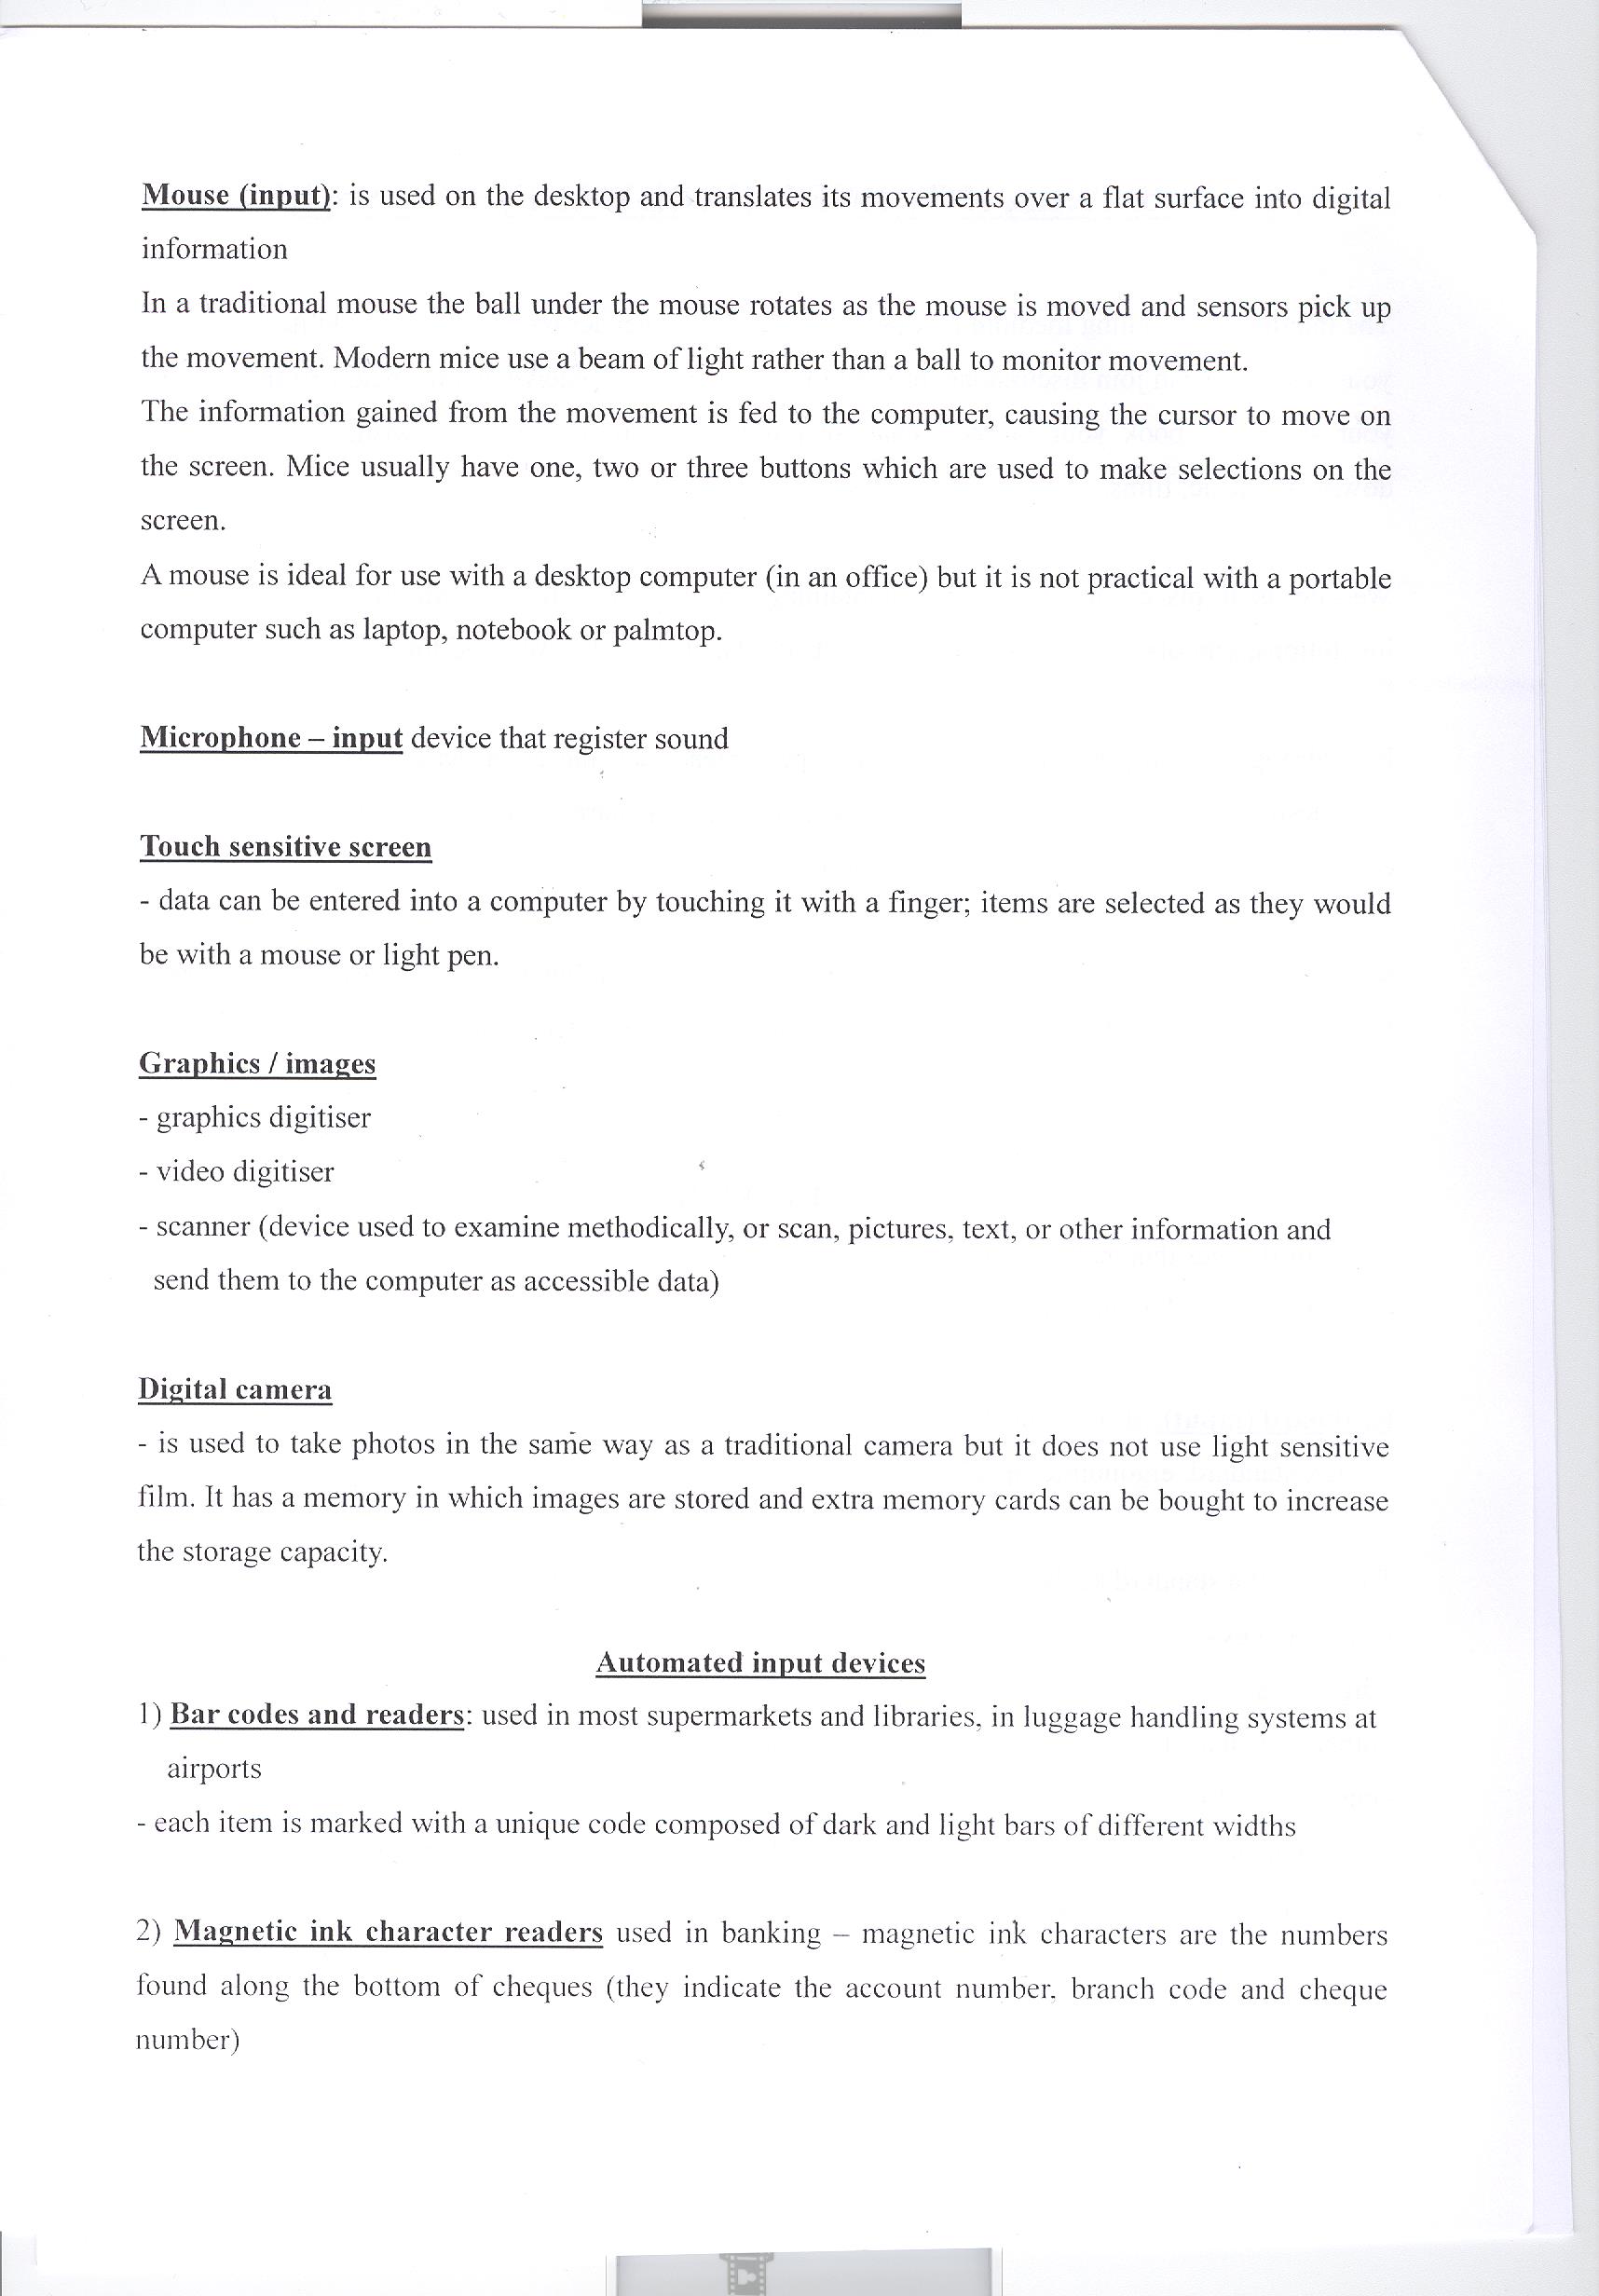 Mouse (input): is used on the desktop and translates its movements over a flat surface into digital
information
In a traditional mouse the ball under the mouse rotates as the mouse is moved and sensors pick up
the movement. Modern mice use a beam of light rather than a ball to monitor movement.
The information gained from the movement is fed to the computer, causing the cursor to move on
the screen. Mice usually have one, two or three buttons which are used to make selections on the
screen.
A mouse is ideal for use with a desktop computer (in an office) but it is not practical with a portable
computer such as laptop, notebook or palmtop.
Microphone – input device that register sound
Touch sensitive screen
- data can be entered into a computer by touching it with a finger; items are selected as they would
be with a mouse or light pen.
Graphics / images
- graphics digitiser
- video digitiser
- scanner (device used to examine methodically, or scan, pictures, text, or other information and
send them to the computer as accessible data)
Digital camera
- is used to take photos in the same way as a traditional camera but it does not use light sensitive
film. It has a memory in which images are stored and extra memory cards can be bought to increase
the storage capacity.
Automated input devices
1) Bar codes and readers: used in most supermarkets and libraries, in luggage handling systems at
airports
- each item is marked with a unique code composed of dark and light bars of different widths
2) Magnetic ink character readers used in banking – magnetic ink characters are the numbers
found along the bottom of cheques (they indicate the account number. branch code and cheque
number)